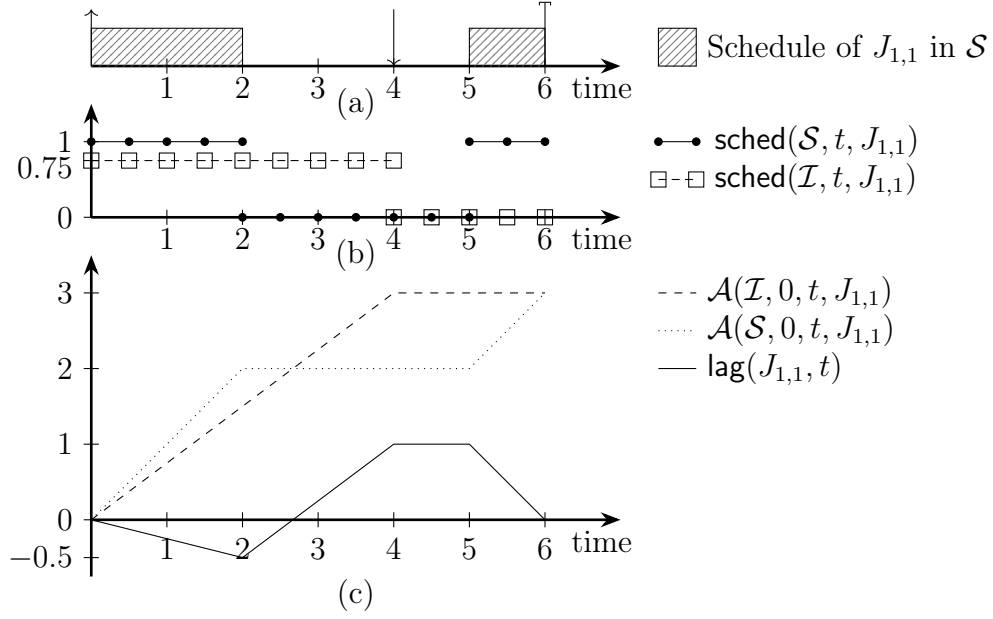 Schedule of J1,1 in S
1 2 3 4 5 6 time
(a)
1
sched(S, t, J1,1)
0.75
sched(I, t, J1,1)
0
1 2 3 4 5 6 time
(b)
3
A(I, 0, t, J1,1)
A(S, 0, t, J1,1)
2
lag(J1,1, t)
1
0
−0.5
1 2 3 4 5 6 time
(c)